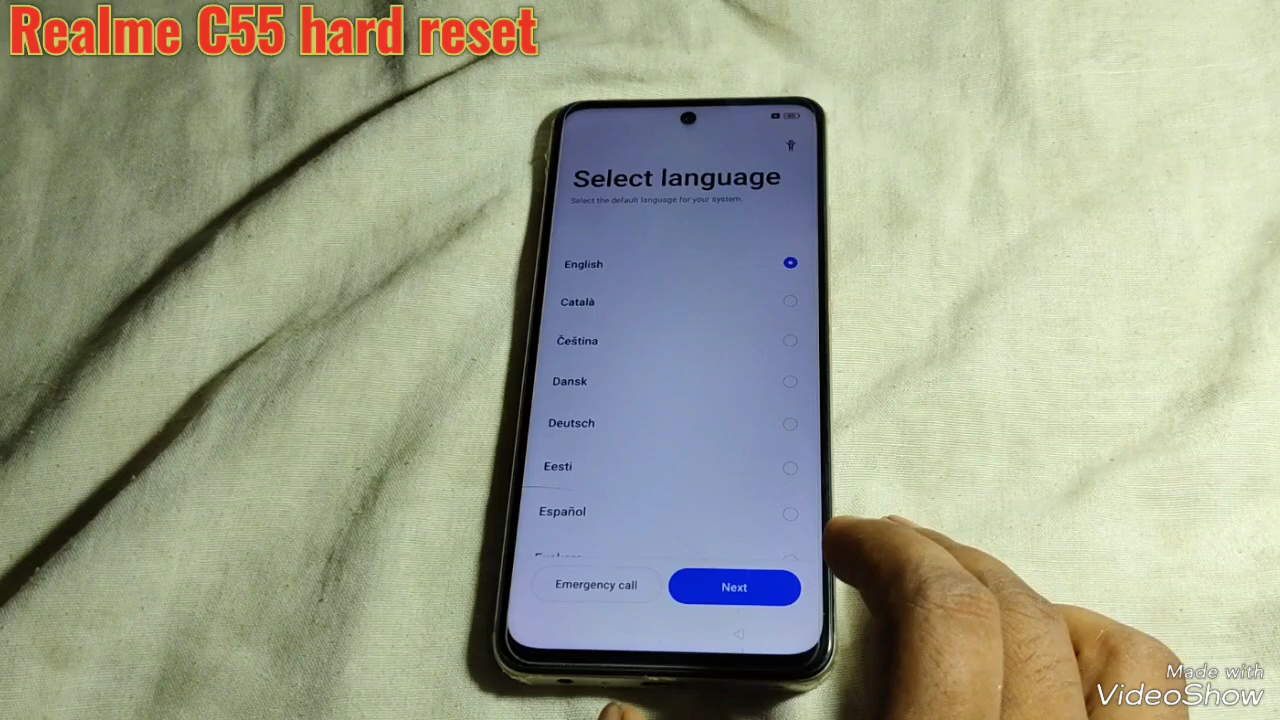 Realme C55 hard reset
Select language
Select the default language for your system.
English
Català
Čeština
Dansk
Deutsch
Eesti
Español
Emergency call
Next
Made with
VideoShow